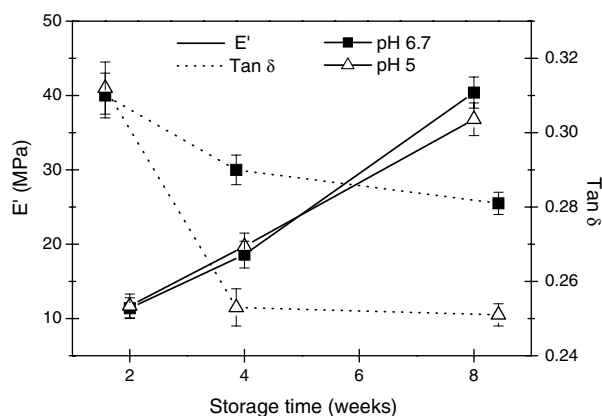 50
40
30
20
10
E' (MPa)
E'
Tan δ
pH 6.7
pH 5
0.32
0.30
0.28
0.26
0.24
Tan δ
2
4
6
8
Storage time (weeks)